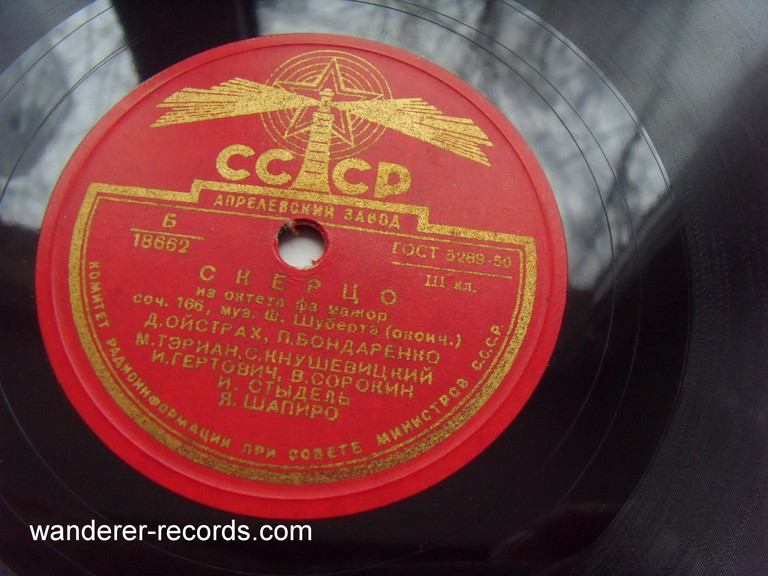 СССР
АПРЕЛЕВСКИЙ ЗАВОД
Б
18662
ГОСТ 5289-50
III кл.
СКЕРЦО
из октета фа мажор
соч. 166, муз. Ф. Шуберта (оконч.)
Д.ОЙСТРАХ, П.БОНДАРЕНКО
М.ТЭРИАН, С.КНУШЕВИЦКИЙ
И.ГЕРТОВИЧ, В.СОРОКИН
И. СТЫДЕЛЬ
Я. ШАПИРО
КОМИТЕТ РАДИОИНФОРМАЦИИ ПРИ СОВЕТЕ МИНИСТРОВ С.С.С.Р.
wanderer-records.com